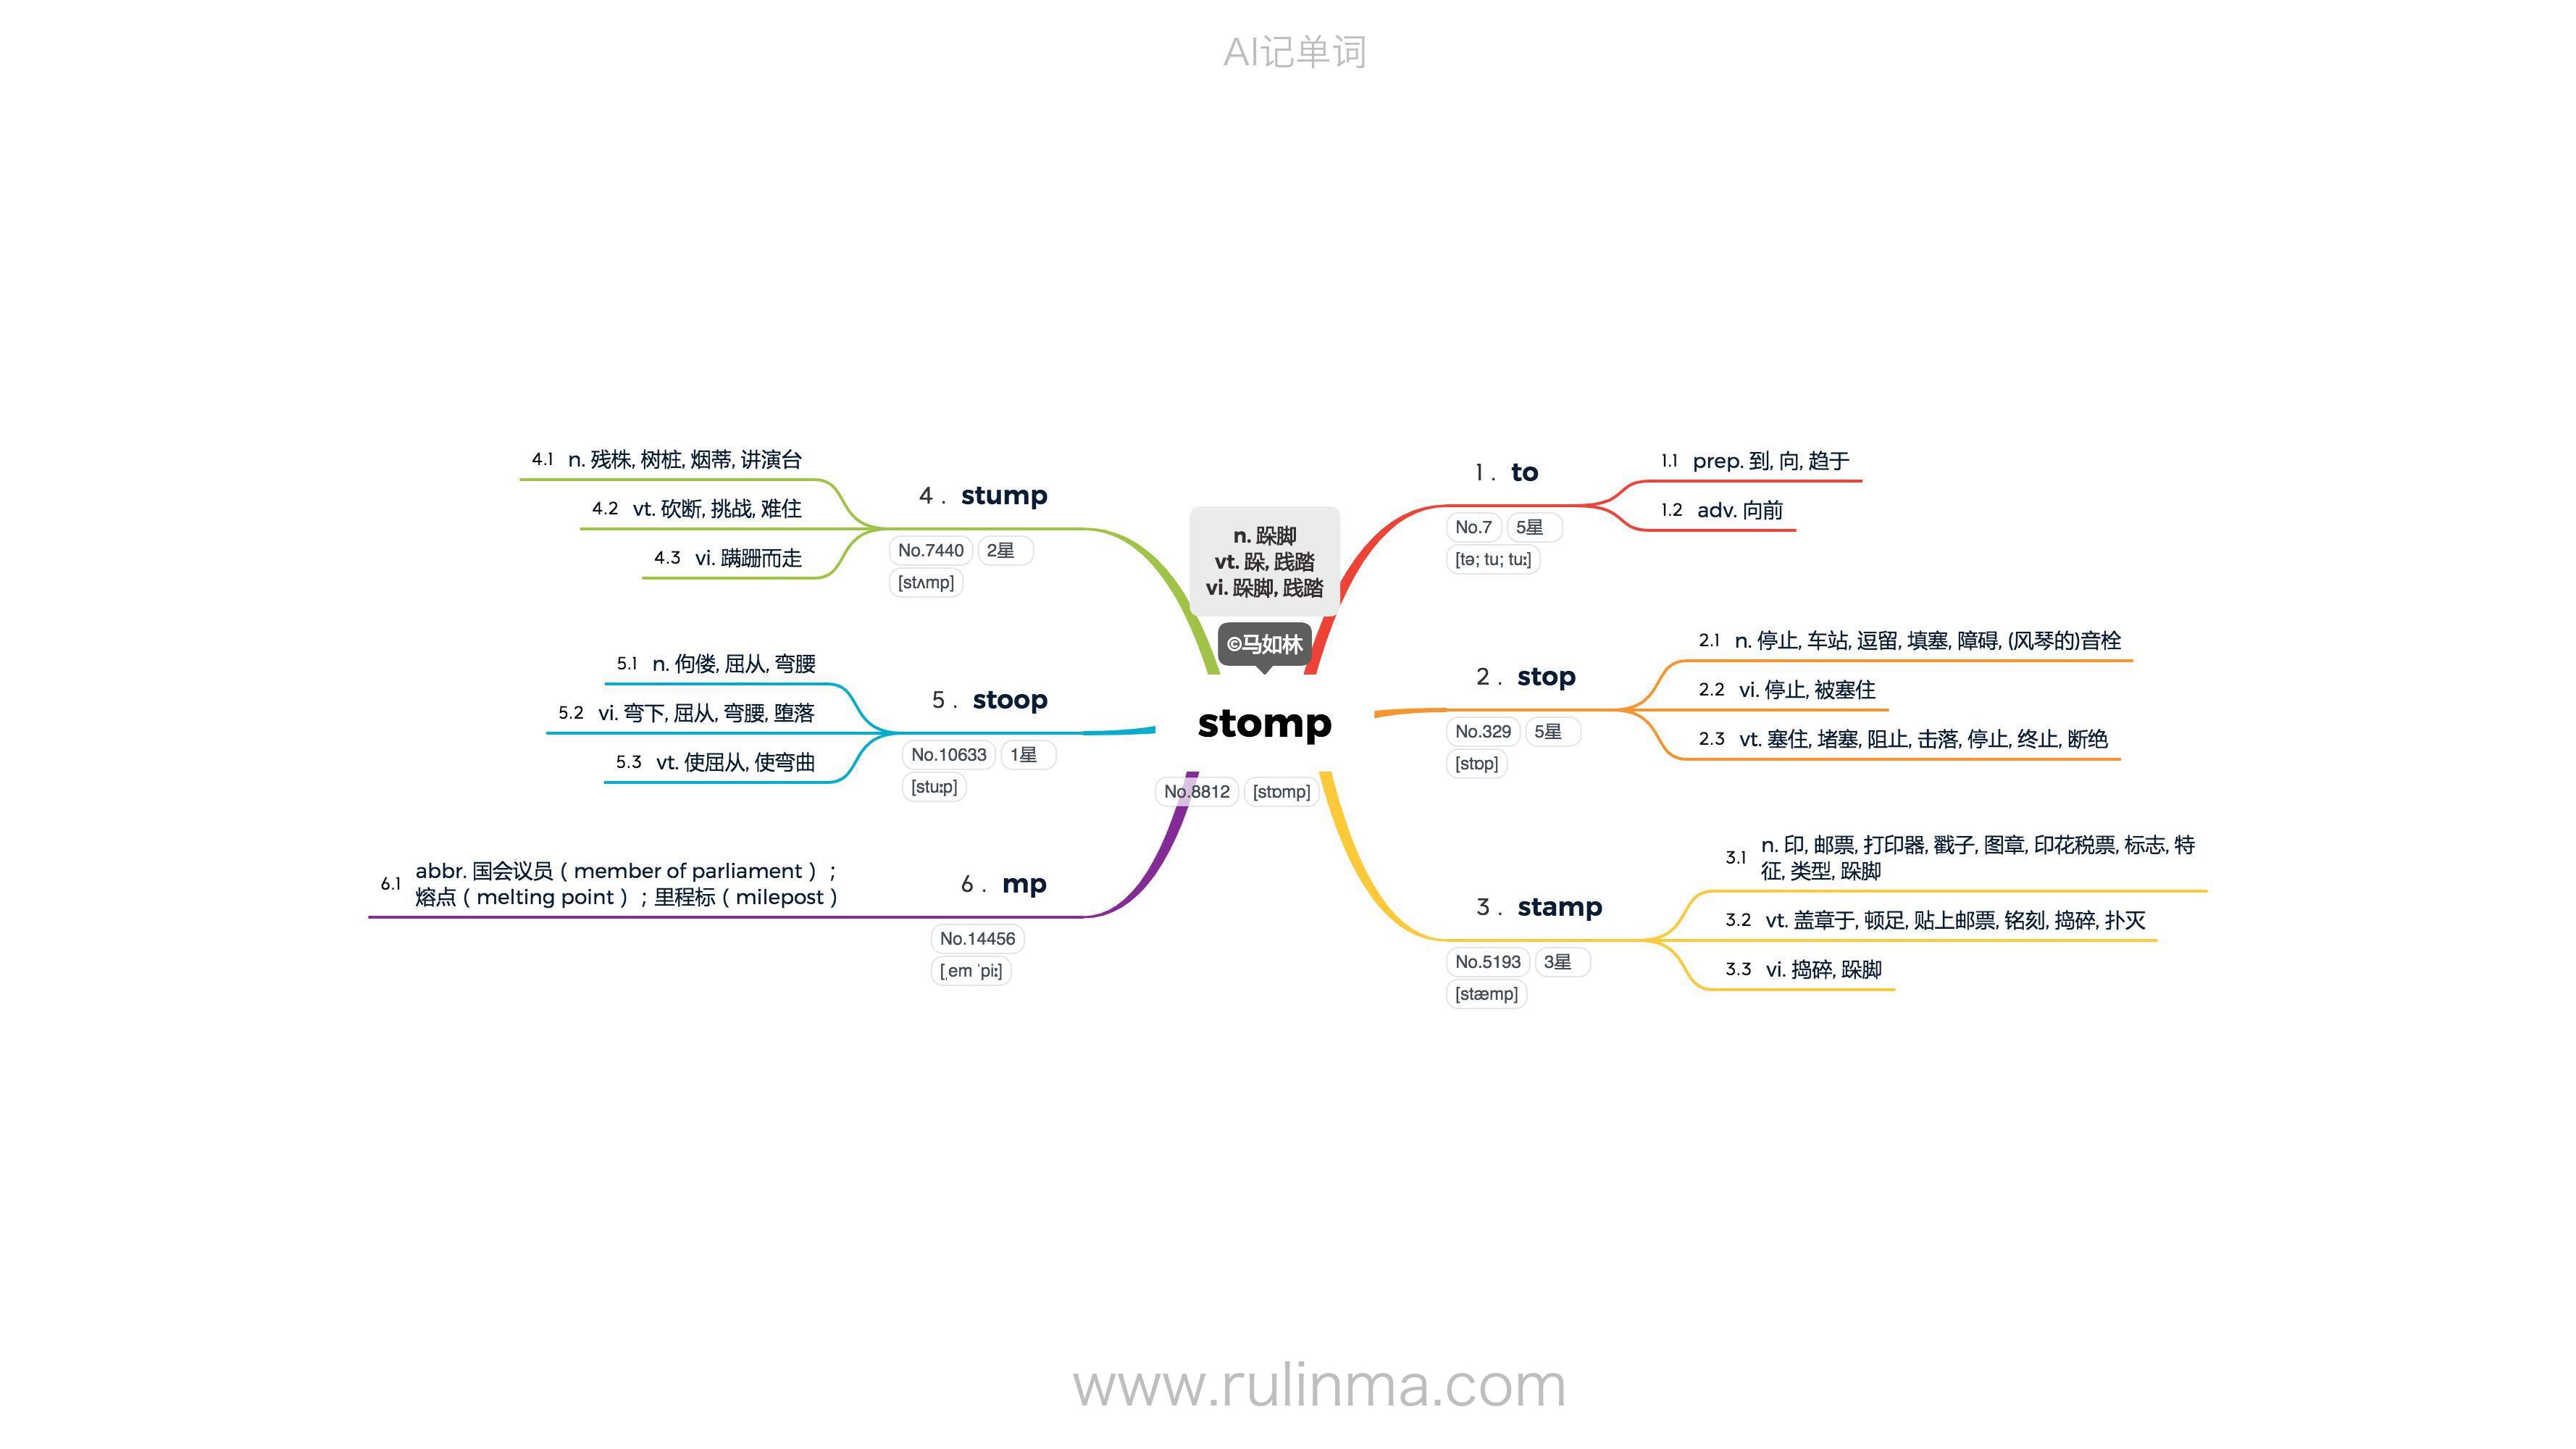 AI记单词
n. 跺脚
vt. 跺, 践踏
vi. 跺脚, 践踏
©马如林
stomp
No.8812 [stɒmp]
1. to
No.7 5星
[tə; tu; tuː]
1.1 prep. 到, 向, 趋于
1.2 adv. 向前
2. stop
No.329 5星
[stɒp]
2.1 n. 停止, 车站, 逗留, 填塞, 障碍, (风琴的)音栓
2.2 vi. 停止, 被塞住
2.3 vt. 塞住, 堵塞, 阻止, 击落, 停止, 终止, 断绝
3. stamp
No.5193 3星
[stæmp]
3.1 n. 印, 邮票, 打印器, 戳子, 图章, 印花税票, 标志, 特
征, 类型, 跺脚
3.2 vt. 盖章于, 顿足, 贴上邮票, 铭刻, 捣碎, 扑灭
3.3 vi. 捣碎, 跺脚
4. stump
No.7440 2星
[stʌmp]
4.1 n. 残株, 树桩, 烟蒂, 讲演台
4.2 vt. 砍断, 挑战, 难住
4.3 vi. 蹒跚而走
5. stoop
No.10633 1星
[stuːp]
5.1 n. 佝偻, 屈从, 弯腰
5.2 vi. 弯下, 屈从, 弯腰, 堕落
5.3 vt. 使屈从, 使弯曲
6. mp
No.14456
[ˌem ˈpiː]
6.1 abbr. 国会议员（member of parliament）；
熔点（melting point）；里程标（milepost）
www.rulinma.com